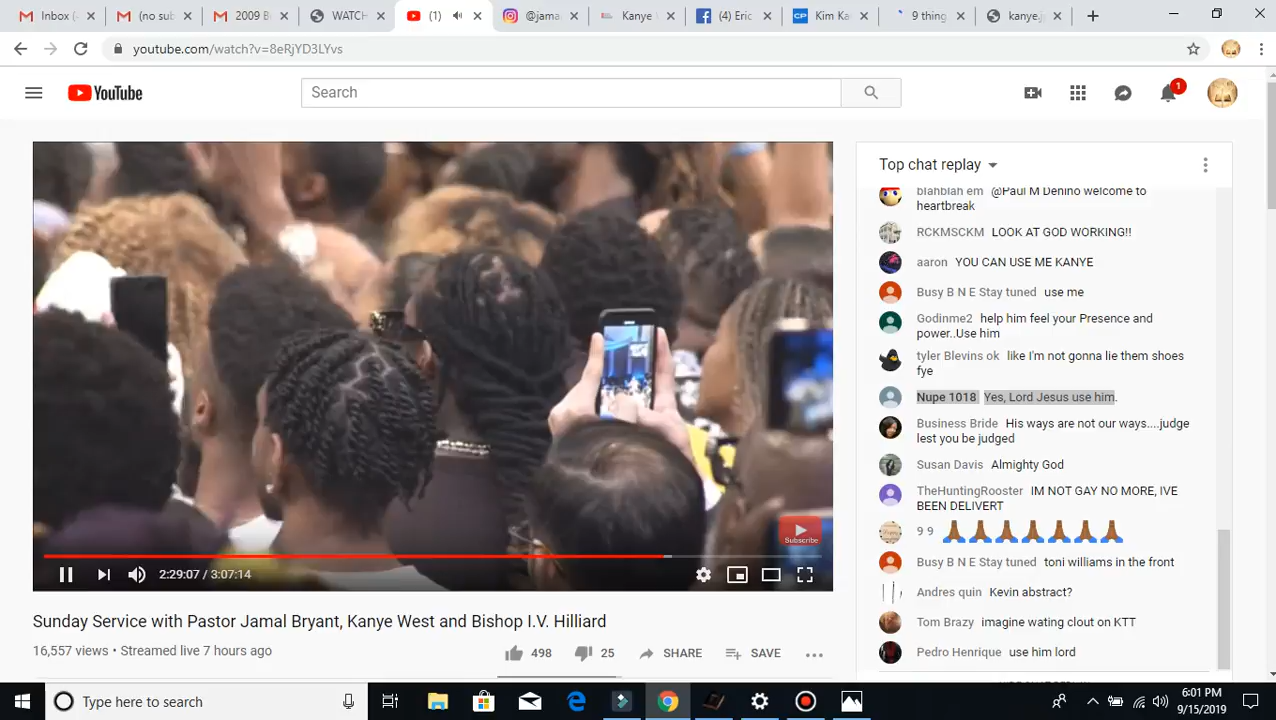 Inbox (
(no sub
2009 B
WATCH
(1)
@jama
Kanye
(4) Eric
Kim Ka
9 thing
kanye.j
youtube.com/watch?v=8eRjYD3LYvs
YouTube
Search
1
Top chat replay
blahblah em @Paul M Denino welcome to
heartbreak
RCKMSCKM LOOK AT GOD WORKING!!
aaron YOU CAN USE ME KANYE
Busy B N E Stay tuned use me
Godinme2 help him feel your Presence and
power..Use him
tyler Blevins ok like I'm not gonna lie them shoes
fye
Nupe 1018 Yes, Lord Jesus use him.
Business Bride His ways are not our ways....judge
lest you be judged
Susan Davis Almighty God
TheHuntingRooster IM NOT GAY NO MORE, IVE
BEEN DELIVERT
9 9
Busy B N E Stay tuned toni williams in the front
Andres quin Kevin abstract?
Tom Brazy imagine wating clout on KTT
Pedro Henrique use him lord
Subscribe
2:29:07 / 3:07:14
Sunday Service with Pastor Jamal Bryant, Kanye West and Bishop I.V. Hilliard
16,557 views • Streamed live 7 hours ago
498
25
SHARE
SAVE
Type here to search
:01 PM
9/15/2019